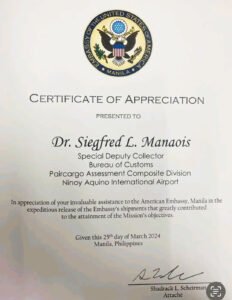 EMBASSY OF THE UNITED STATES OF AMERICA
MANILA
CERTIFICATE OF APPRECIATION
PRESENTED TO
Dr. Siegfred L. Manaois
Special Deputy Collector
Bureau of Customs
Paircargo Assessment Composite Division
Ninoy Aquino International Airport
In appreciation of your invaluable assistance to the American Embassy, Manila in the
expeditious release of the Embassy's shipments that greatly contributed
to the attainment of the Mission's objectives.
Given this 25th day of March 2024
Manila, Philippines
Shadrack L. Scheirman
Attache